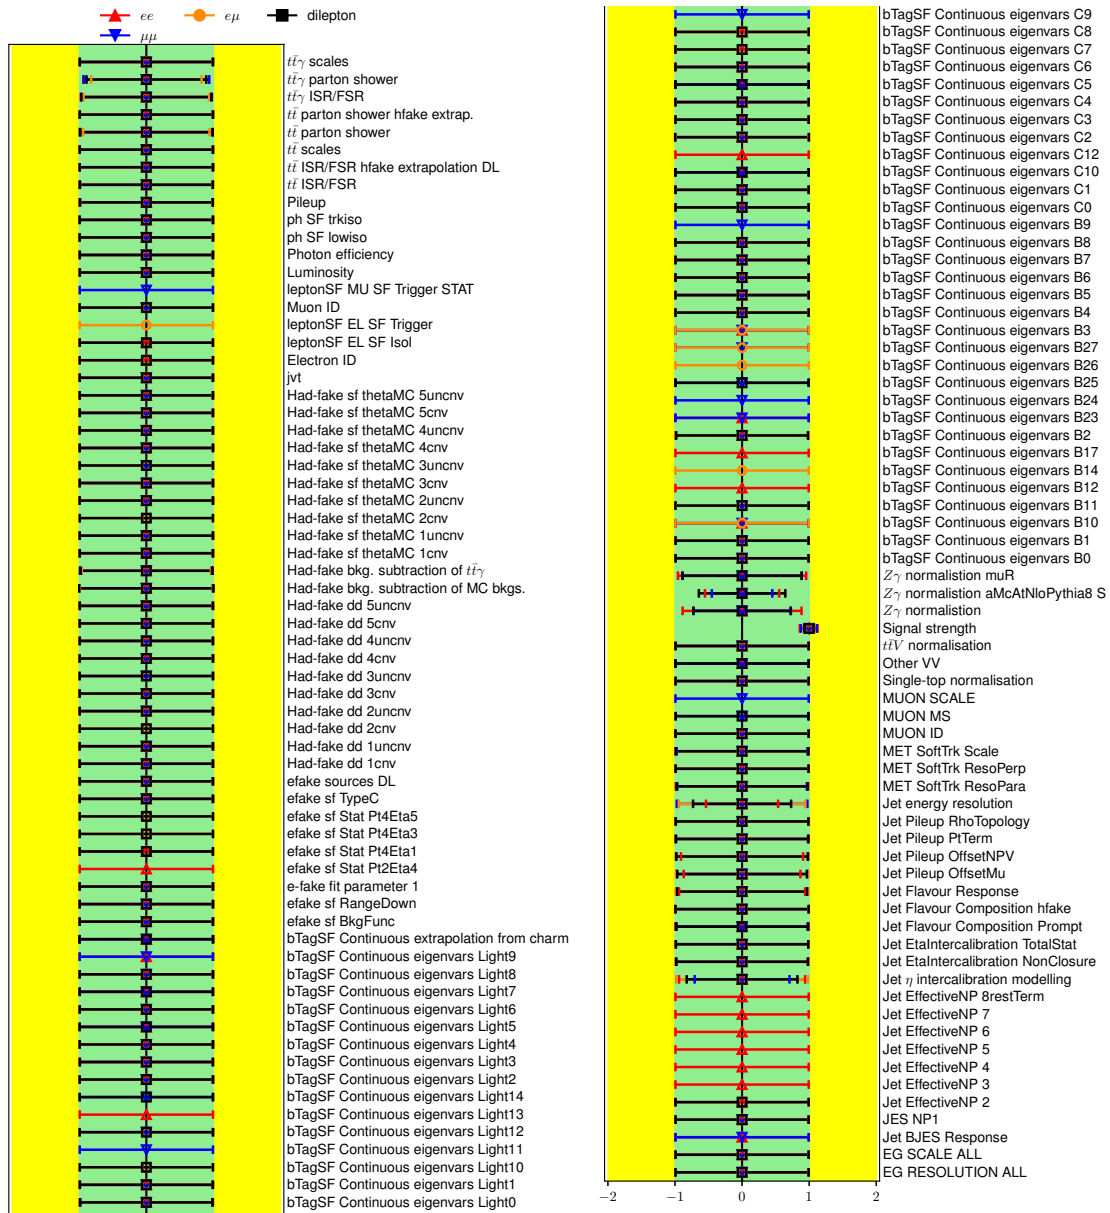 ee eμ dilepton
μμ
tt̄γ scales
tt̄γ parton shower
tt̄γ ISR/FSR
tt̄ parton shower hfake extrap.
tt̄ parton shower
tt̄ scales
tt̄ ISR/FSR hfake extrapolation DL
tt̄ ISR/FSR
Pileup
ph SF trkiso
ph SF lowiso
Photon efficiency
Luminosity
leptonSF MU SF Trigger STAT
Muon ID
leptonSF EL SF Trigger
leptonSF EL SF Isol
Electron ID
jvt
Had-fake sf thetaMC 5uncnv
Had-fake sf thetaMC 5cnv
Had-fake sf thetaMC 4uncnv
Had-fake sf thetaMC 4cnv
Had-fake sf thetaMC 3uncnv
Had-fake sf thetaMC 3cnv
Had-fake sf thetaMC 2uncnv
Had-fake sf thetaMC 2cnv
Had-fake sf thetaMC 1uncnv
Had-fake sf thetaMC 1cnv
Had-fake bkg. subtraction of tt̄γ
Had-fake bkg. subtraction of MC bkgs.
Had-fake dd 5uncnv
Had-fake dd 5cnv
Had-fake dd 4uncnv
Had-fake dd 4cnv
Had-fake dd 3uncnv
Had-fake dd 3cnv
Had-fake dd 2uncnv
Had-fake dd 2cnv
Had-fake dd 1uncnv
Had-fake dd 1cnv
efake sources DL
efake sf TypeC
efake sf Stat Pt4Eta5
efake sf Stat Pt4Eta3
efake sf Stat Pt4Eta1
efake sf Stat Pt2Eta4
e-fake fit parameter 1
efake sf RangeDown
efake sf BkgFunc
bTagSF Continuous extrapolation from charm
bTagSF Continuous eigenvars Light9
bTagSF Continuous eigenvars Light8
bTagSF Continuous eigenvars Light7
bTagSF Continuous eigenvars Light6
bTagSF Continuous eigenvars Light5
bTagSF Continuous eigenvars Light4
bTagSF Continuous eigenvars Light3
bTagSF Continuous eigenvars Light2
bTagSF Continuous eigenvars Light14
bTagSF Continuous eigenvars Light13
bTagSF Continuous eigenvars Light12
bTagSF Continuous eigenvars Light11
bTagSF Continuous eigenvars Light10
bTagSF Continuous eigenvars Light1
bTagSF Continuous eigenvars Light0
bTagSF Continuous eigenvars C9
bTagSF Continuous eigenvars C8
bTagSF Continuous eigenvars C7
bTagSF Continuous eigenvars C6
bTagSF Continuous eigenvars C5
bTagSF Continuous eigenvars C4
bTagSF Continuous eigenvars C3
bTagSF Continuous eigenvars C2
bTagSF Continuous eigenvars C12
bTagSF Continuous eigenvars C10
bTagSF Continuous eigenvars C1
bTagSF Continuous eigenvars C0
bTagSF Continuous eigenvars B9
bTagSF Continuous eigenvars B8
bTagSF Continuous eigenvars B7
bTagSF Continuous eigenvars B6
bTagSF Continuous eigenvars B5
bTagSF Continuous eigenvars B4
bTagSF Continuous eigenvars B3
bTagSF Continuous eigenvars B27
bTagSF Continuous eigenvars B26
bTagSF Continuous eigenvars B25
bTagSF Continuous eigenvars B24
bTagSF Continuous eigenvars B23
bTagSF Continuous eigenvars B2
bTagSF Continuous eigenvars B17
bTagSF Continuous eigenvars B14
bTagSF Continuous eigenvars B12
bTagSF Continuous eigenvars B11
bTagSF Continuous eigenvars B10
bTagSF Continuous eigenvars B1
bTagSF Continuous eigenvars B0
Zγ normalistion muR
Zγ normalistion aMcAtNloPythia8 S
Zγ normalistion
Signal strength
tt̄V normalisation
Other VV
Single-top normalisation
MUON SCALE
MUON MS
MUON ID
MET SoftTrk Scale
MET SoftTrk ResoPerp
MET SoftTrk ResoPara
Jet energy resolution
Jet Pileup RhoTopology
Jet Pileup PtTerm
Jet Pileup OffsetNPV
Jet Pileup OffsetMu
Jet Flavour Response
Jet Flavour Composition hfake
Jet Flavour Composition Prompt
Jet EtaIntercalibration TotalStat
Jet EtaIntercalibration NonClosure
Jet η intercalibration modelling
Jet EffectiveNP 8restTerm
Jet EffectiveNP 7
Jet EffectiveNP 6
Jet EffectiveNP 5
Jet EffectiveNP 4
Jet EffectiveNP 3
Jet EffectiveNP 2
JES NP1
Jet BJES Response
EG SCALE ALL
EG RESOLUTION ALL
−2 −1 0 1 2